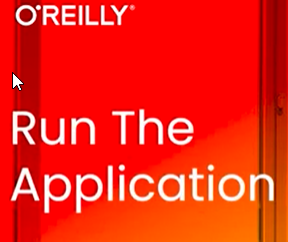 O'REILLY®
Run The
Application